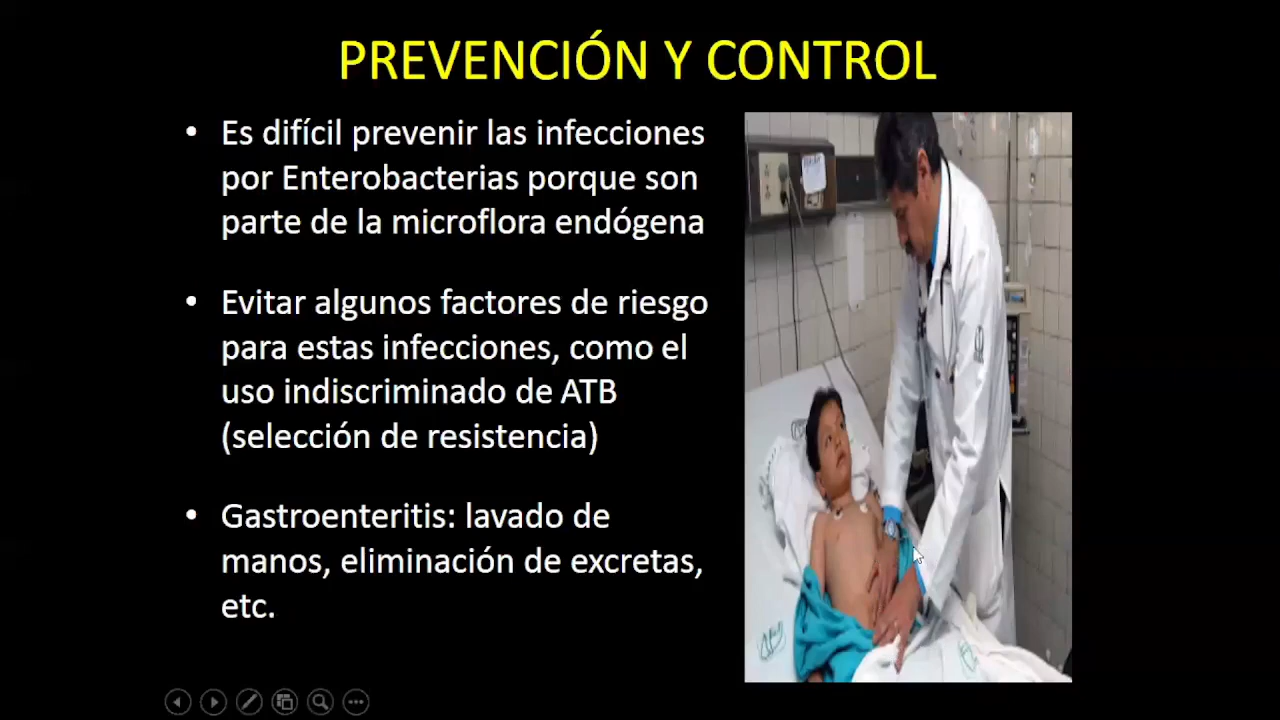 PREVENCIÓN Y CONTROL
• Es difícil prevenir las infecciones
por Enterobacterias porque son
parte de la microflora endógena
• Evitar algunos factores de riesgo
para estas infecciones, como el
uso indiscriminado de ATB
(selección de resistencia)
• Gastroenteritis: lavado de
manos, eliminación de excretas,
etc.